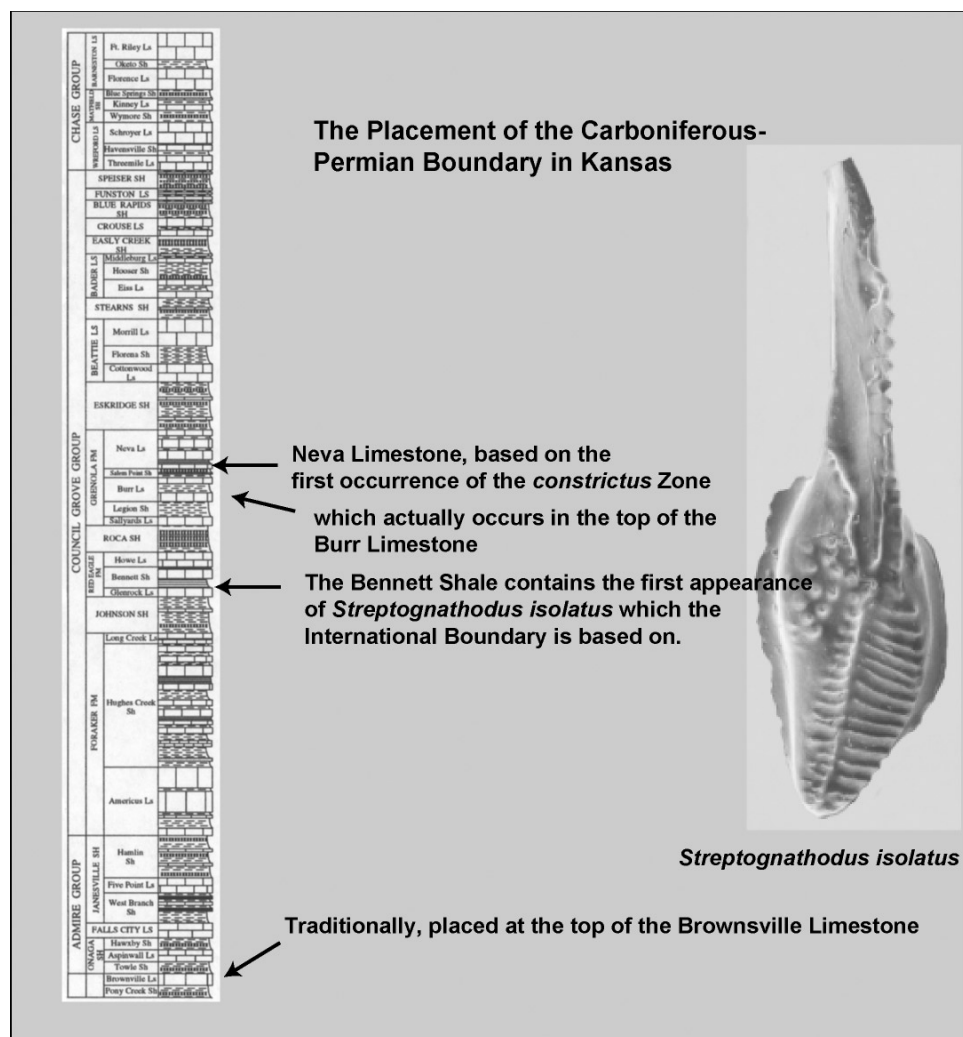 The Placement of the Carboniferous-
Permian Boundary in Kansas
CHASE GROUP
BARNESTON LS
Ft. Riley Ls
Oketo Sh
Florence Ls
MATFIELD SH
Blue Springs Sh
Kinney Ls
Wymore Sh
WREFORD LS
Schroyer Ls
Havensville Sh
Threemile Ls
COUNCIL GROVE GROUP
SPEISER SH
FUNSTON LS
BLUE RAPIDS
SH
CROUSE LS
EASLY CREEK
SH
BADER LS
Middleburg Ls
Hooser Sh
Eiss Ls
STEARNS SH
BEATTIE LS
Morrill Ls
Florena Sh
Cottonwood
Ls
ESKRIDGE SH
GRENOLA FM
Neva Ls
Salem Point Sh
Burr Ls
Legion Sh
Sallyards Ls
ROCA SH
RED EAGLE
FM
Howe Ls
Bennett Sh
Glenrock Ls
JOHNSON SH
FORAKER FM
Long Creek Ls
Hughes Creek
Sh
Americus Ls
ADMIRE GROUP
JANESVILLE SH
Hamlin
Sh
Five Point Ls
West Branch
Sh
FALLS CITY LS
ONAGA
SH
Hawxby Sh
Aspinwall Ls
Towle Sh
Brownville Ls
Pony Creek Sh
Neva Limestone, based on the
first occurrence of the constrictus Zone
which actually occurs in the top of the
Burr Limestone
The Bennett Shale contains the first appearance
of Streptognathodus isolatus which the
International Boundary is based on.
Streptognathodus isolatus
Traditionally, placed at the top of the Brownsville Limestone